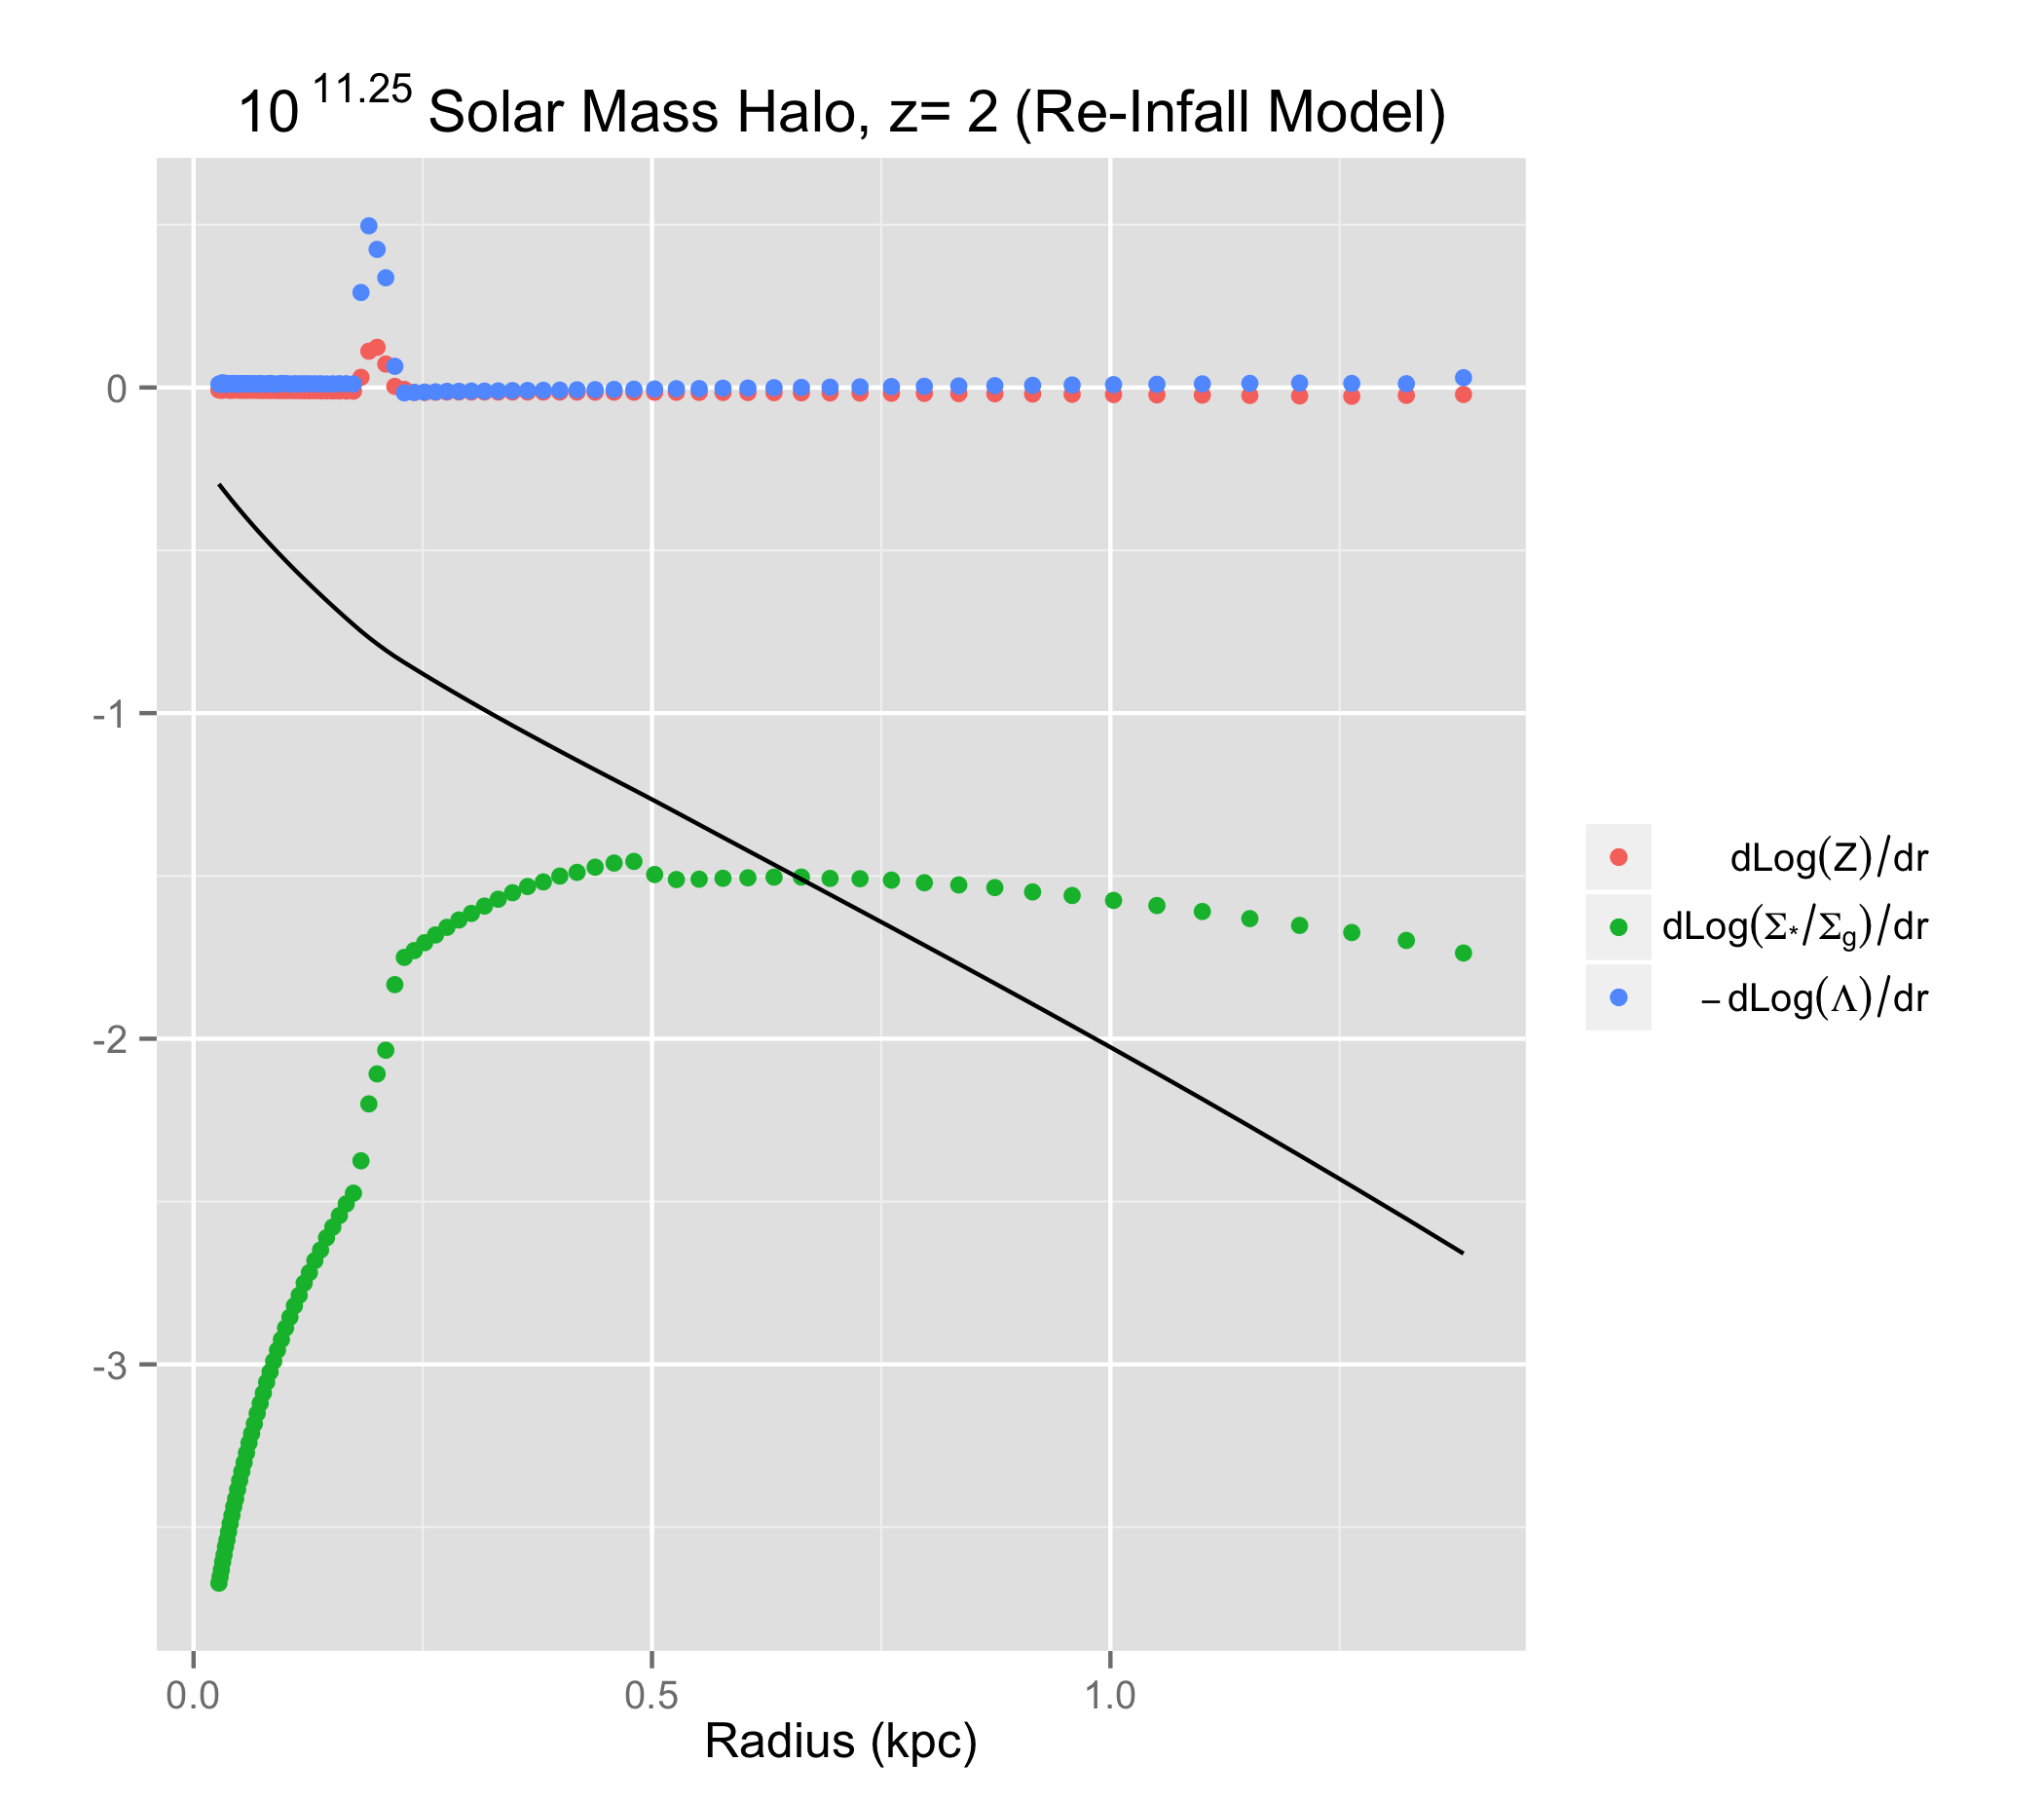 10^11.25 Solar Mass Halo, z= 2 (Re-Infall Model)
0
-1
-2
-3
0.0 0.5 1.0
Radius (kpc)
dLog(Z)/dr
dLog(Σ*/Σg)/dr
−dLog(Λ)/dr